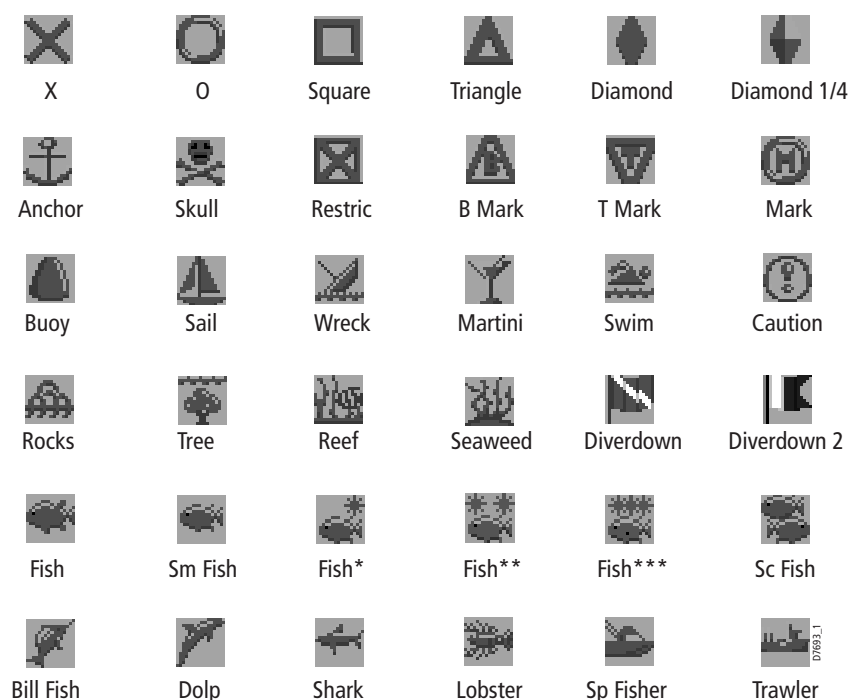 X O Square Triangle Diamond Diamond 1/4
Anchor Skull Restric B Mark T Mark Mark
Buoy Sail Wreck Martini Swim Caution
Rocks Tree Reef Seaweed Diverdown Diverdown 2
Fish Sm Fish Fish* Fish** Fish*** Sc Fish
D7693_1
Bill Fish Dolp Shark Lobster Sp Fisher Trawler